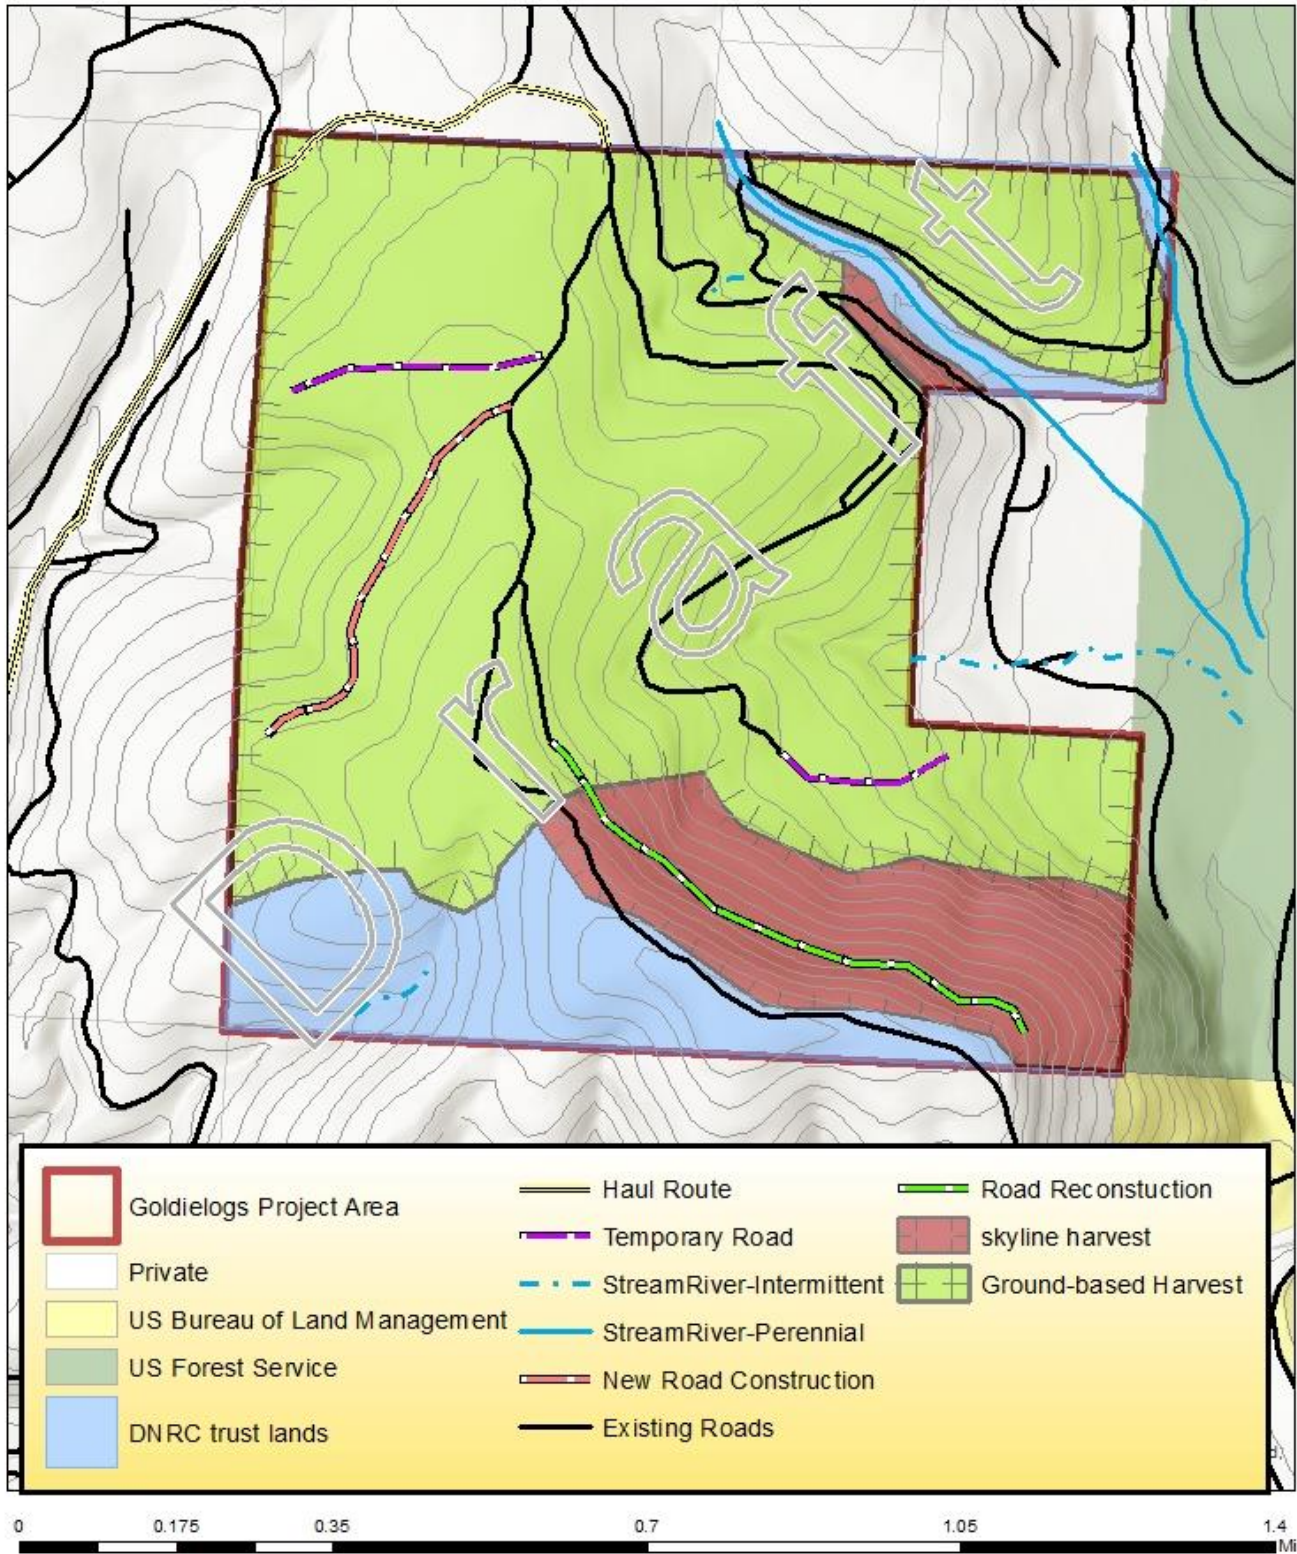 Draft
Goldielogs Project Area
Private
US Bureau of Land Management
US Forest Service
DNRC trust lands
Haul Route
Temporary Road
StreamRiver-Intermittent
StreamRiver-Perennial
New Road Construction
Existing Roads
Road Reconstuction
skyline harvest
Ground-based Harvest
0 0.175 0.35 0.7 1.05 1.4
Mi